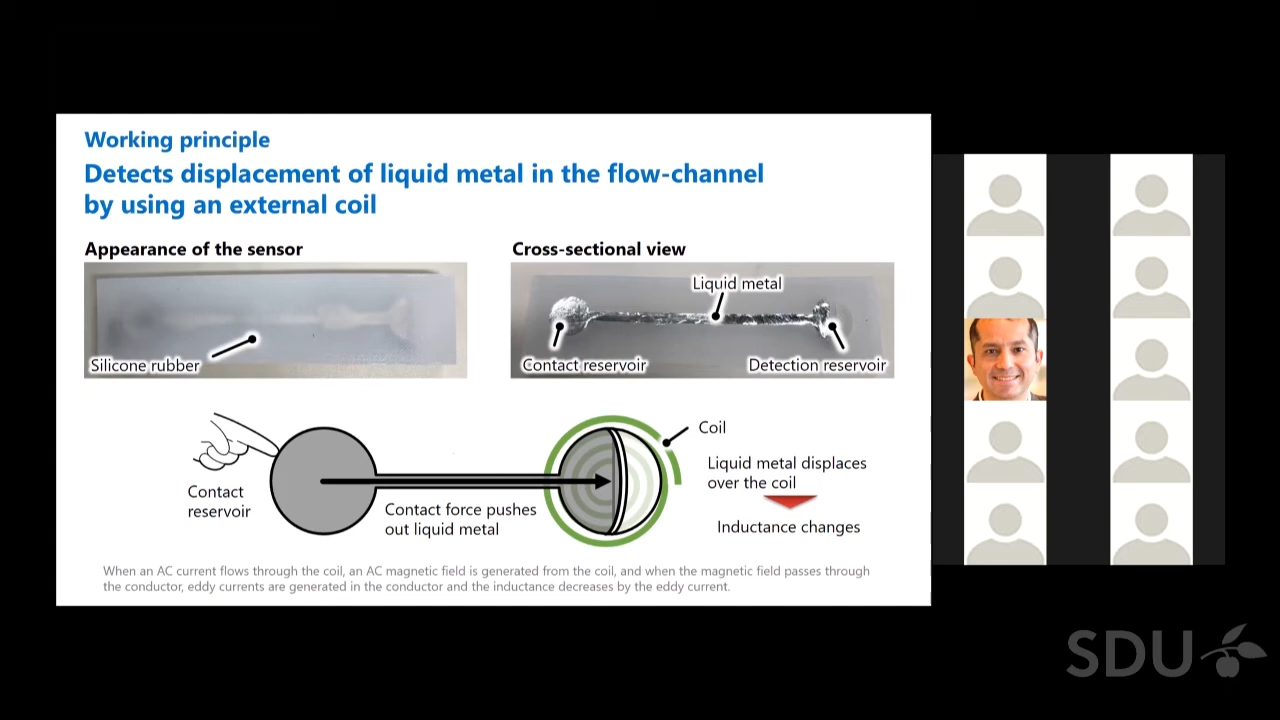 Working principle
Detects displacement of liquid metal in the flow-channel
by using an external coil
Appearance of the sensor
Silicone rubber
Cross-sectional view
Liquid metal
Contact reservoir
Detection reservoir
Contact
reservoir
Contact force pushes
out liquid metal
Coil
Liquid metal displaces
over the coil
Inductance changes
When an AC current flows through the coil, an AC magnetic field is generated from the coil, and when the magnetic field passes through
the conductor, eddy currents are generated in the conductor and the inductance decreases by the eddy current.
SDU